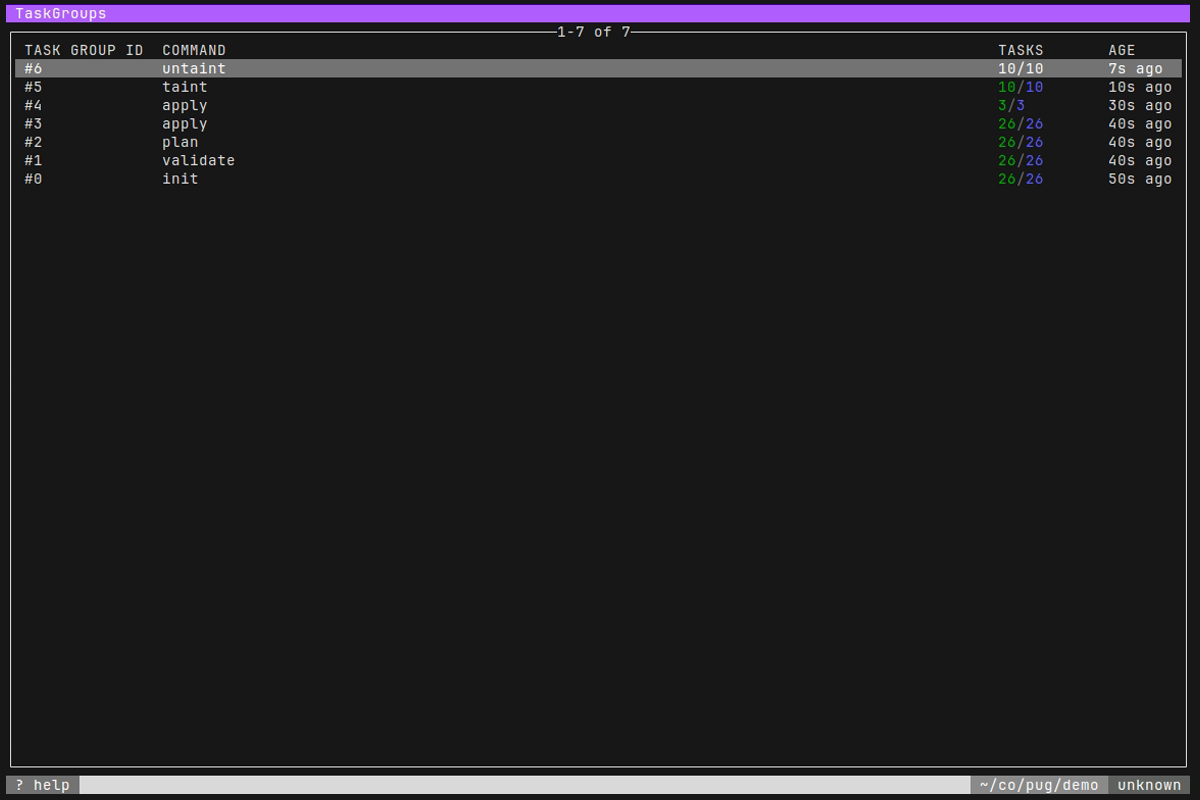 TaskGroups
1-7 of 7
TASK GROUP ID COMMAND TASKS AGE
#6 untaint 10/10 7s ago
#5 taint 10/10 10s ago
#4 apply 3/3 30s ago
#3 apply 26/26 40s ago
#2 plan 26/26 40s ago
#1 validate 26/26 40s ago
#0 init 26/26 50s ago
? help ~/co/pug/demo unknown